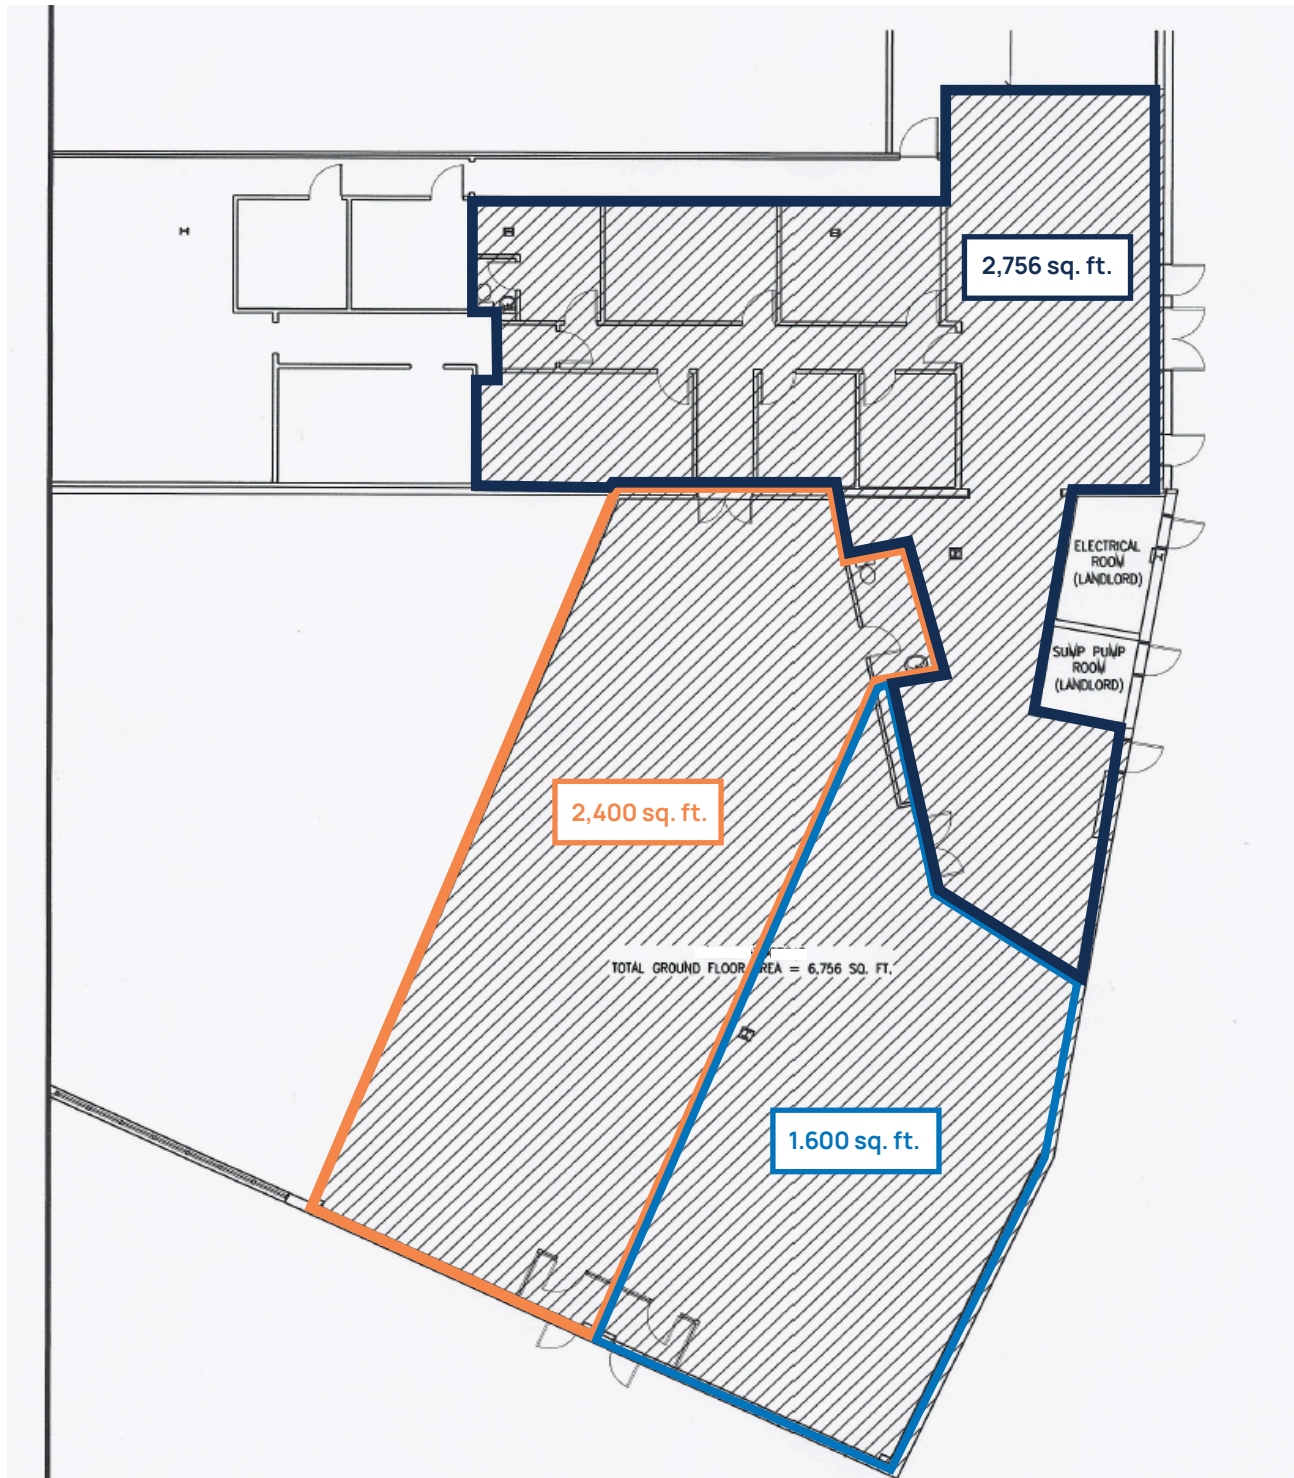 2,756 sq. ft.
ELECTRICAL
ROOM
(LANDLORD)
SUMP PUMP
ROOM
(LANDLORD)
2,400 sq. ft.
TOTAL GROUND FLOOR REA = 6,756 SQ. FT.
1.600 sq. ft.